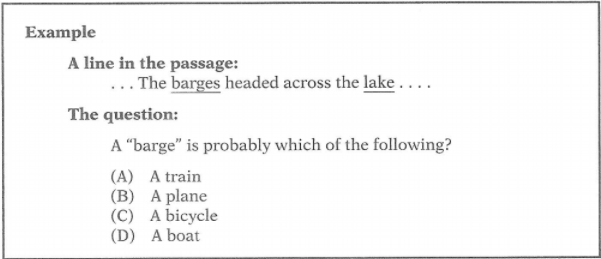 Example
A line in the passage:
. . . The barges headed across the lake . . . .
The question:
A “barge” is probably which of the following?
(A) A train
(B) A plane
(C) A bicycle
(D) A boat